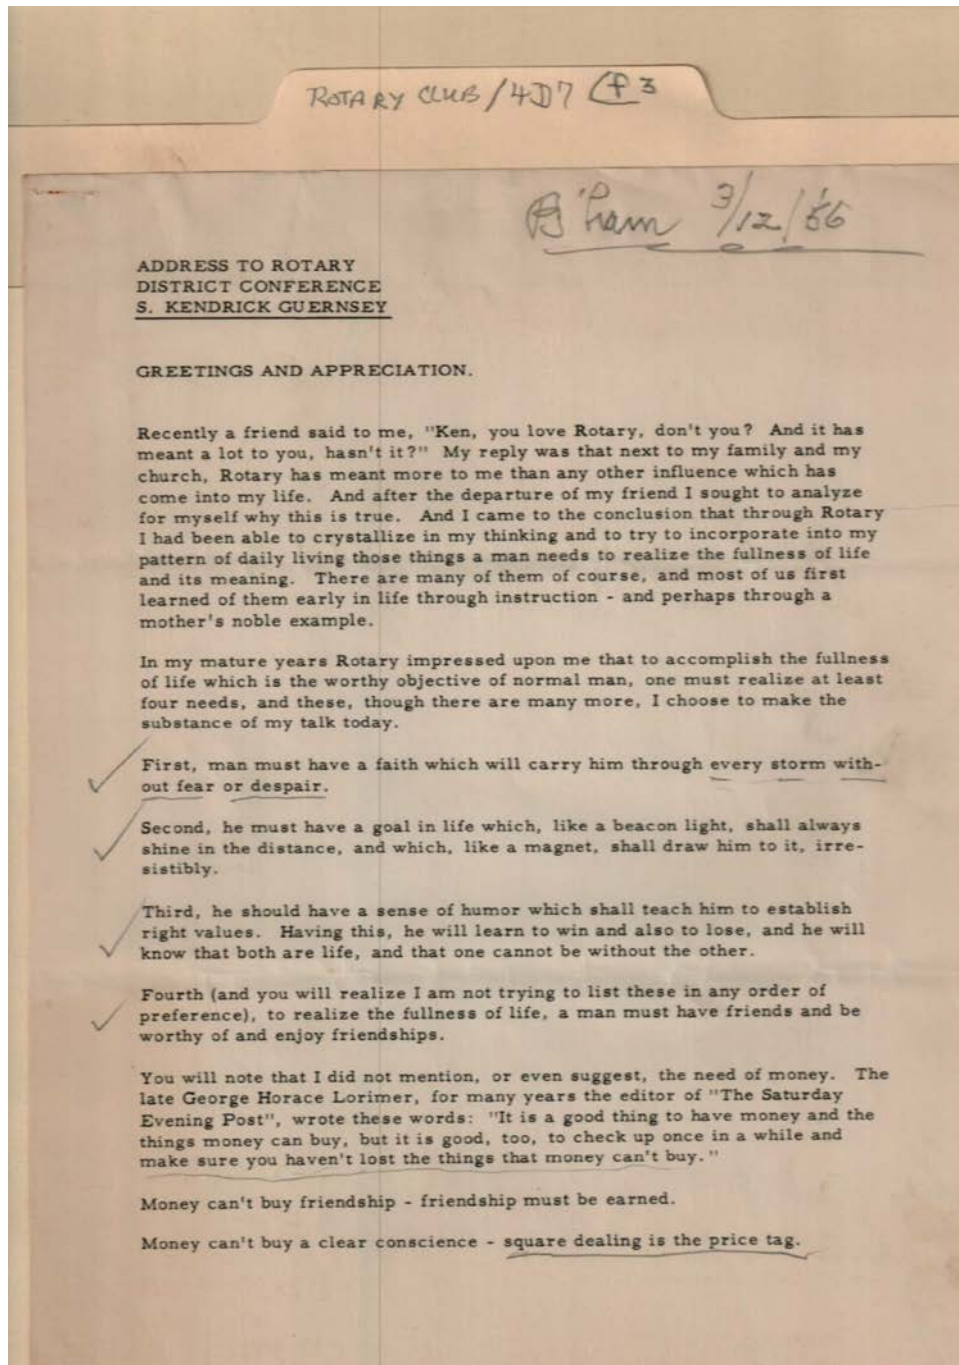 ROTARY CLUB / 4D7 f3
B'ham 3/12/'56
ADDRESS TO ROTARY
DISTRICT CONFERENCE
S. KENDRICK GUERNSEY
GREETINGS AND APPRECIATION.
Recently a friend said to me, "Ken, you love Rotary, don't you? And it has
meant a lot to you, hasn't it?" My reply was that next to my family and my
church, Rotary has meant more to me than any other influence which has
come into my life. And after the departure of my friend I sought to analyze
for myself why this is true. And I came to the conclusion that through Rotary
I had been able to crystallize in my thinking and to try to incorporate into my
pattern of daily living those things a man needs to realize the fullness of life
and its meaning. There are many of them of course, and most of us first
learned of them early in life through instruction - and perhaps through a
mother's noble example.
In my mature years Rotary impressed upon me that to accomplish the fullness
of life which is the worthy objective of normal man, one must realize at least
four needs, and these, though there are many more, I choose to make the
substance of my talk today.
First, man must have a faith which will carry him through every storm with-
out fear or despair.
Second, he must have a goal in life which, like a beacon light, shall always
shine in the distance, and which, like a magnet, shall draw him to it, irre-
sistibly.
Third, he should have a sense of humor which shall teach him to establish
right values. Having this, he will learn to win and also to lose, and he will
know that both are life, and that one cannot be without the other.
Fourth (and you will realize I am not trying to list these in any order of
preference), to realize the fullness of life, a man must have friends and be
worthy of and enjoy friendships.
You will note that I did not mention, or even suggest, the need of money. The
late George Horace Lorimer, for many years the editor of "The Saturday
Evening Post", wrote these words: "It is a good thing to have money and the
things money can buy, but it is good, too, to check up once in a while and
make sure you haven't lost the things that money can't buy."
Money can't buy friendship - friendship must be earned.
Money can't buy a clear conscience - square dealing is the price tag.